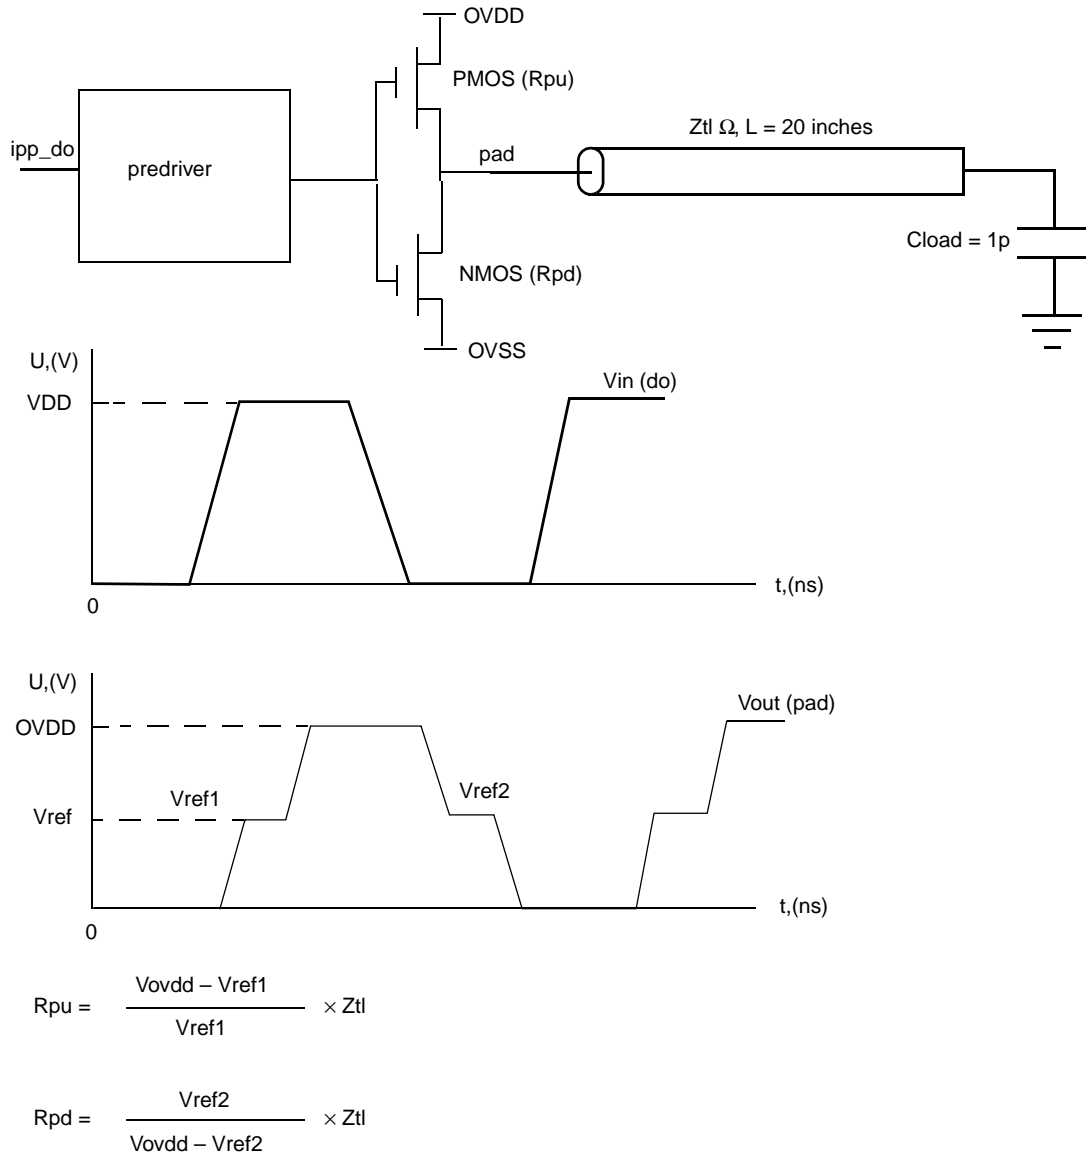 OVDD
PMOS (Rpu)
Ztl Ω, L = 20 inches
ipp_do
predriver
pad
Cload = 1p
NMOS (Rpd)
OVSS
U,(V)
VDD
Vin (do)
t,(ns)
0
U,(V)
OVDD
Vout (pad)
Vref1
Vref2
Vref
t,(ns)
0
Vovdd – Vref1
Rpu = × Ztl
Vref1
Vref2
Rpd = × Ztl
Vovdd – Vref2